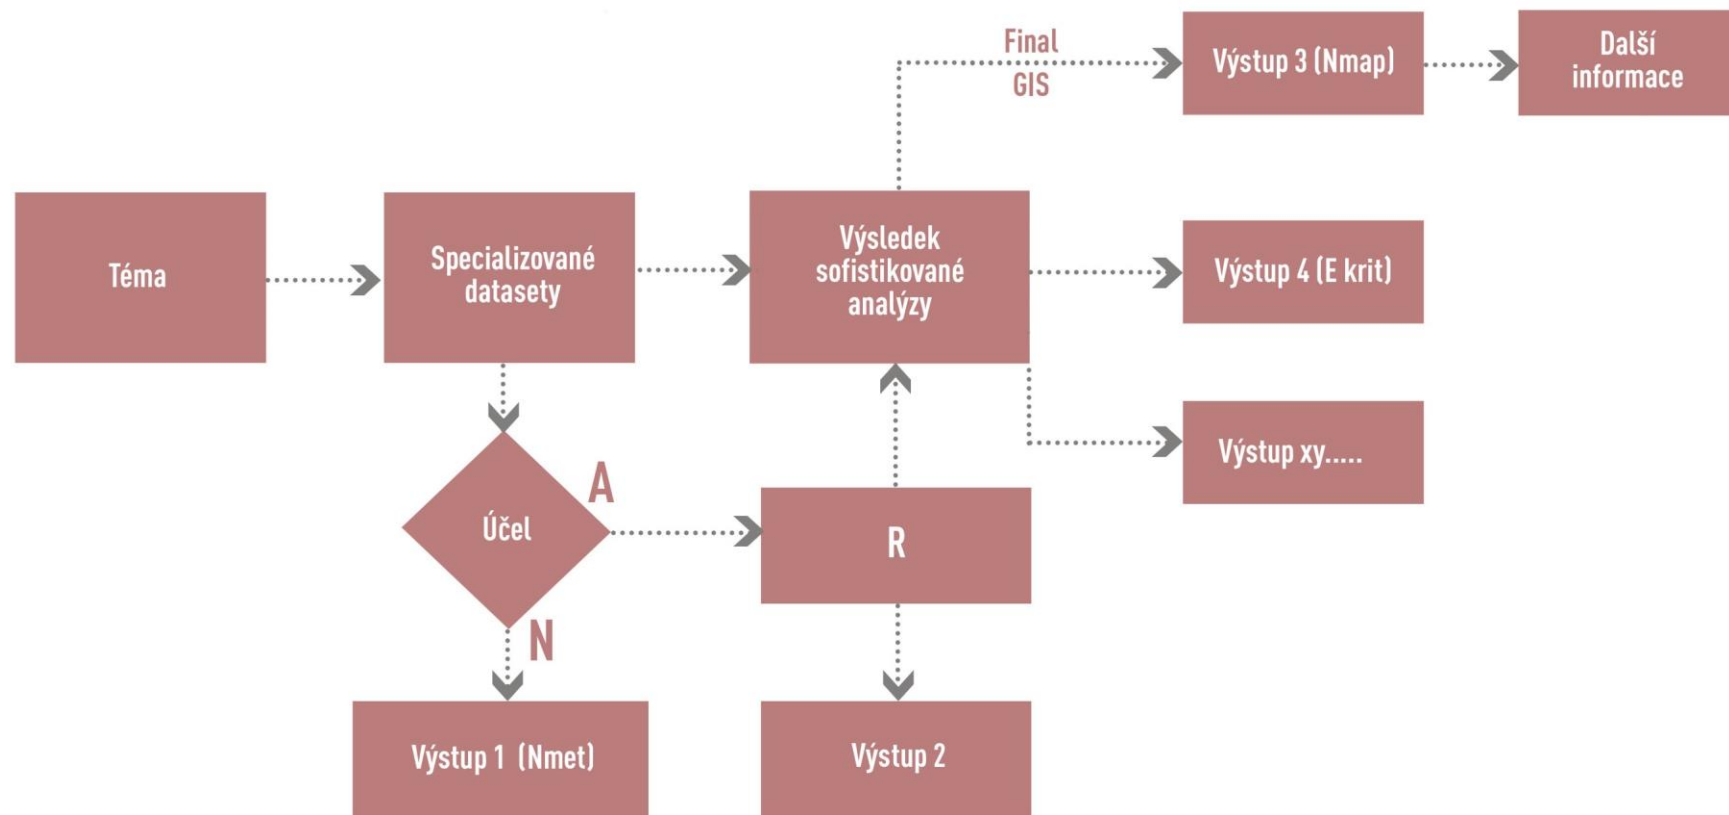 Final
GIS
Výstup 3 (Nmap)
Další
informace
Téma
Specializované
datasety
Výsledek
sofistikované
analýzy
Výstup 4 (E krit)
Výstup xy.....
A
Účel
R
N
Výstup 1 (Nmet)
Výstup 2